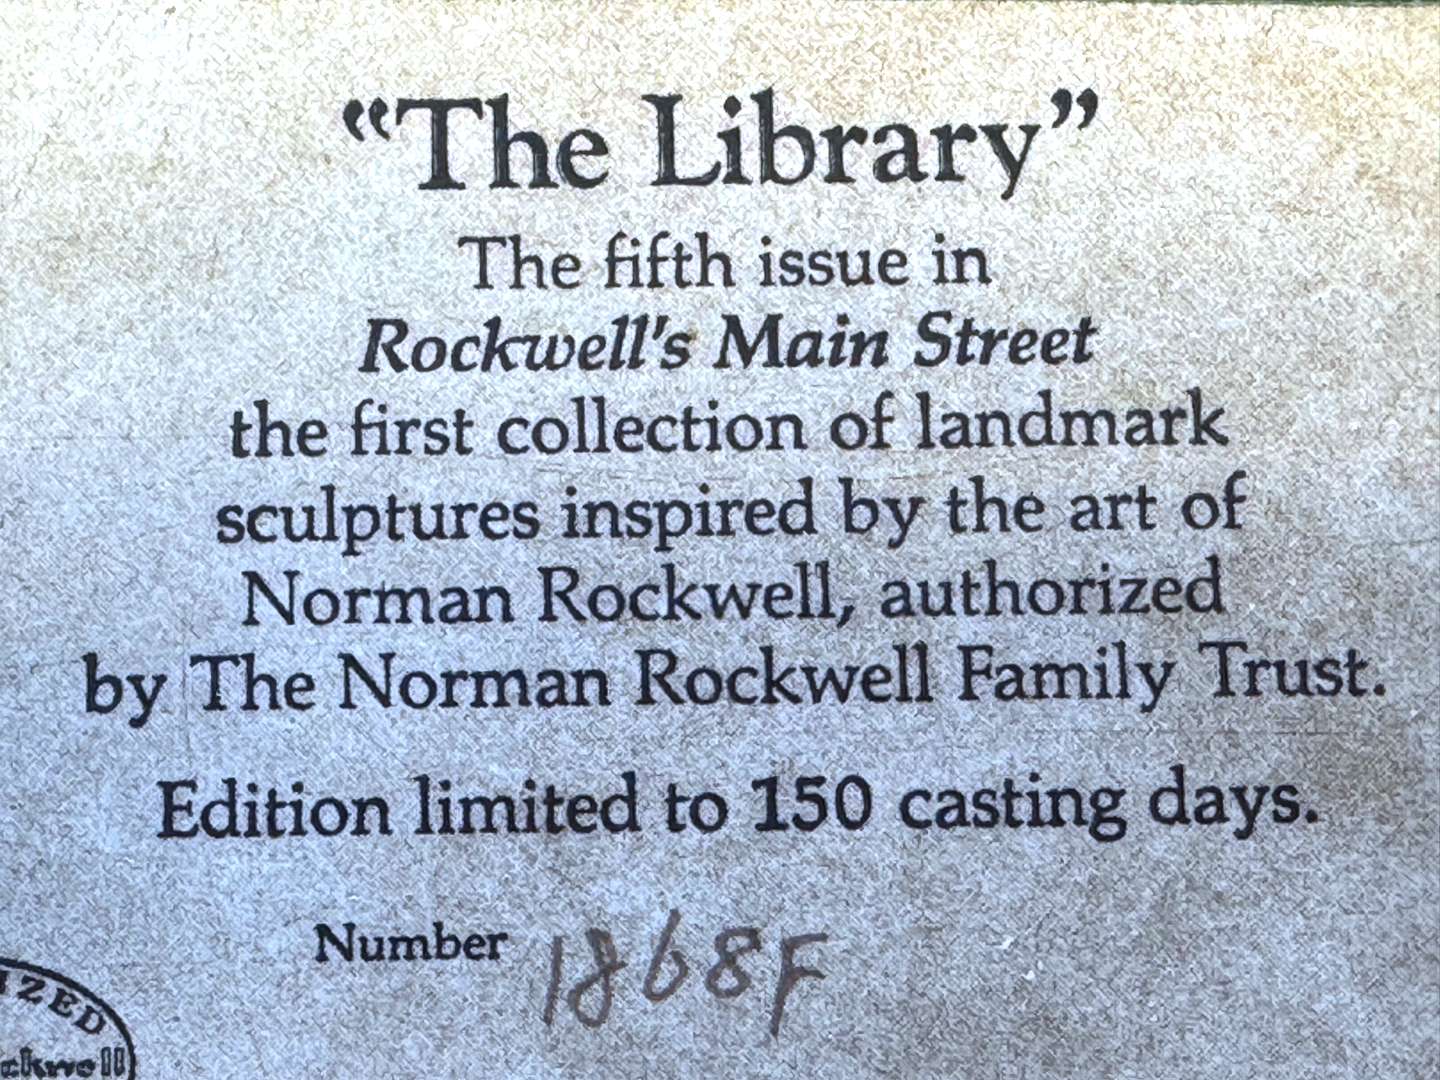 “The Library”
The fifth issue in
Rockwell's Main Street
the first collection of landmark
sculptures inspired by the art of
Norman Rockwell, authorized
by The Norman Rockwell Family Trust.
Edition limited to 150 casting days.
Number 1868F